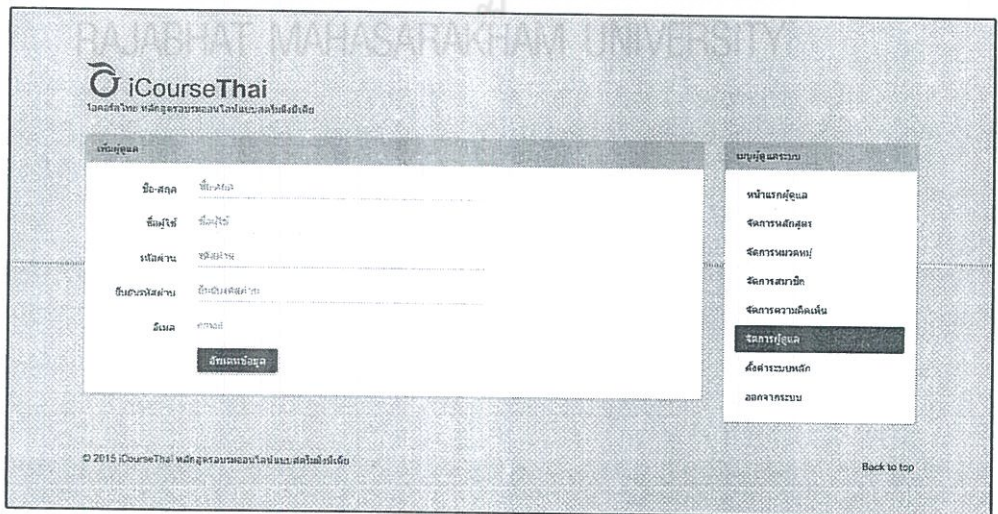 RAJABHAT MAHASARAKHAM UNIVERSITY
iCourseThai
ไอคอร์สไทย หลักสูตรอบรมออนไลน์แบบสตรีมมิ่งมีเดีย
เพิ่มผู้ดูแล
ชื่อ-สกุล ชื่อ-สกุล
ชื่อผู้ใช้ ชื่อผู้ใช้
รหัสผ่าน รหัสผ่าน
ยืนยันรหัสผ่าน ยืนยันรหัสผ่าน
อีเมล email
อัพเดทข้อมูล
เมนูผู้ดูแลระบบ
หน้าแรกผู้ดูแล
จัดการหลักสูตร
จัดการหมวดหมู่
จัดการสมาชิก
จัดการความคิดเห็น
จัดการผู้ดูแล
ตั้งค่าระบบหลัก
ออกจากระบบ
© 2015 iCourseThai หลักสูตรอบรมออนไลน์แบบสตรีมมิ่งมีเดีย
Back to top